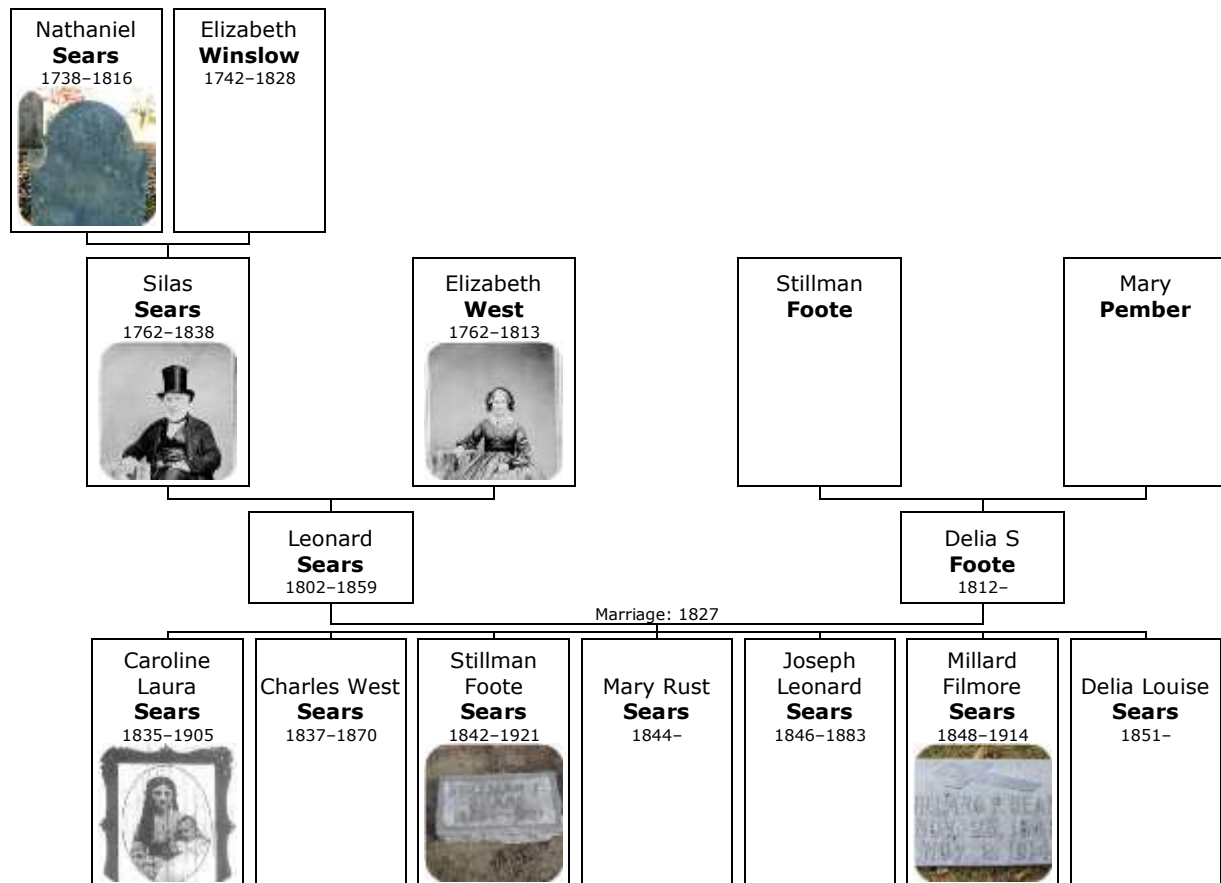 Nathaniel
Sears
1738–1816
Elizabeth
Winslow
1742–1828
Silas
Sears
1762–1838
Elizabeth
West
1762–1813
Stillman
Foote
Mary
Pember
Leonard
Sears
1802–1859
Delia S
Foote
1812–
Marriage: 1827
Caroline
Laura
Sears
1835–1905
Charles West
Sears
1837–1870
Stillman
Foote
Sears
1842–1921
Mary Rust
Sears
1844–
Joseph
Leonard
Sears
1846–1883
Millard
Filmore
Sears
1848–1914
Delia Louise
Sears
1851–